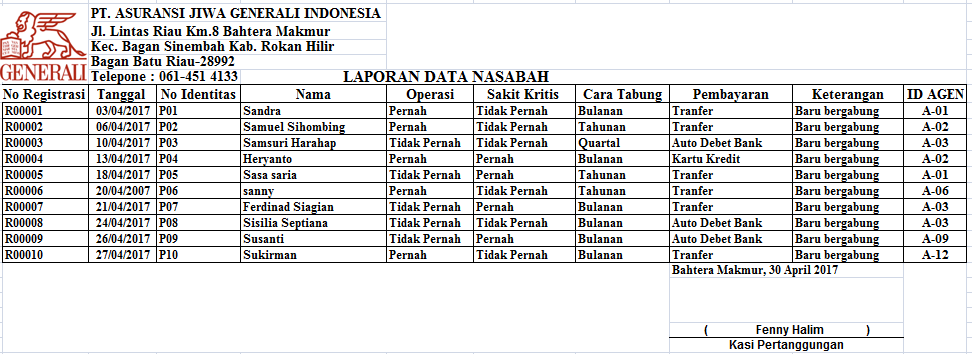 PT. ASURANSI JIWA GENERALI INDONESIA
Jl. Lintas Riau Km.8 Bahtera Makmur
Kec. Bagan Sinembah Kab. Rokan Hilir
Bagan Batu Riau-28992
GENERALI Telepone : 061-451 4133 LAPORAN DATA NASABAH
No Registrasi Tanggal No Identitas Nama Operasi Sakit Kritis Cara Tabung Pembayaran Keterangan ID AGEN
R00001 03/04/2017 P01 Sandra Pernah Tidak Pernah Bulanan Tranfer Baru bergabung A-01
R00002 06/04/2017 P02 Samuel Sihombing Pernah Tidak Pernah Tahunan Tranfer Baru bergabung A-02
R00003 10/04/2017 P03 Samsuri Harahap Tidak Pernah Tidak Pernah Quartal Auto Debet Bank Baru bergabung A-03
R00004 13/04/2017 P04 Heryanto Pernah Pernah Bulanan Kartu Kredit Baru bergabung A-02
R00005 18/04/2017 P05 Sasa saria Tidak Pernah Pernah Tahunan Tranfer Baru bergabung A-01
R00006 20/04/2007 P06 sanny Pernah Tidak Pernah Tahunan Tranfer Baru bergabung A-06
R00007 21/04/2017 P07 Ferdinad Siagian Tidak Pernah Pernah Bulanan Tranfer Baru bergabung A-03
R00008 24/04/2017 P08 Sisilia Septiana Tidak Pernah Tidak Pernah Bulanan Auto Debet Bank Baru bergabung A-03
R00009 26/04/2017 P09 Susanti Tidak Pernah Pernah Bulanan Auto Debet Bank Baru bergabung A-09
R00010 27/04/2017 P10 Sukirman Pernah Tidak Pernah Bulanan Tranfer Baru bergabung A-12
Bahtera Makmur, 30 April 2017
( Fenny Halim )
Kasi Pertanggungan